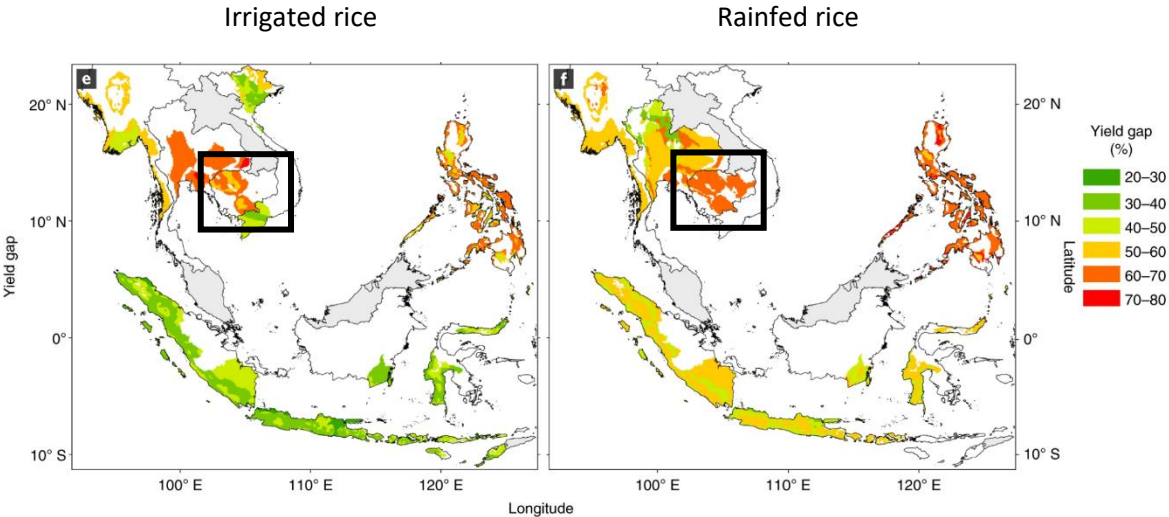 Irrigated rice
Rainfed rice
e
f
20° N
10° N
0°
10° S
Yield gap
100° E
110° E
120° E
100° E
110° E
120° E
Longitude
20° N
10° N
0°
10° S
Latitude
Yield gap
(%)
20–30
30–40
40–50
50–60
60–70
70–80